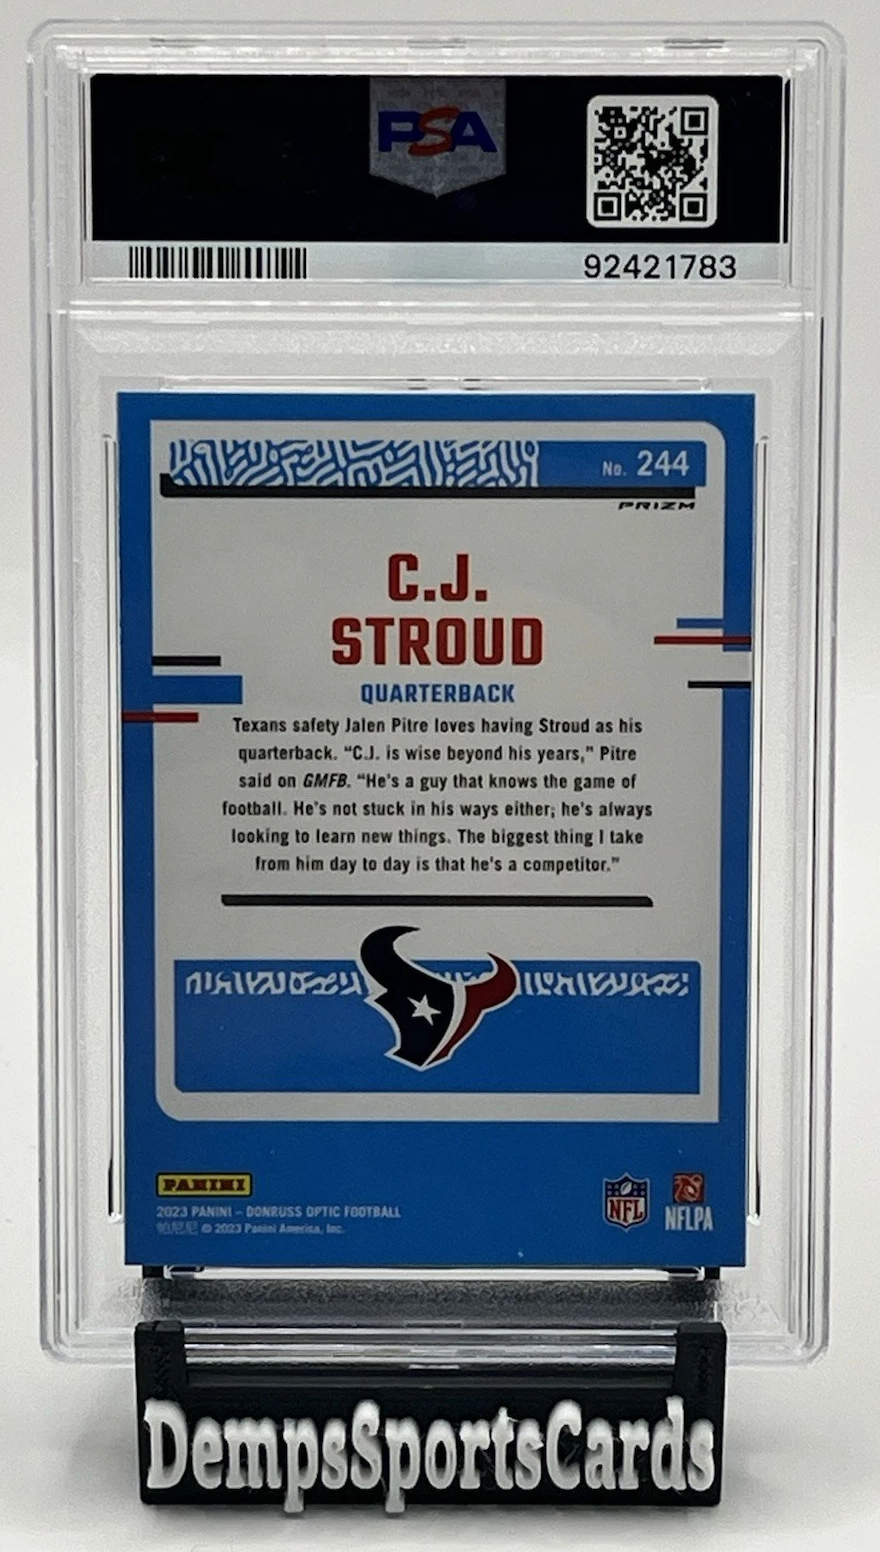 PSA
92421783
No. 244
PRIZM
C.J.
STROUD
QUARTERBACK
Texans safety Jalen Pitre loves having Stroud as his
quarterback. “C.J. is wise beyond his years,” Pitre
said on GMFB. “He's a guy that knows the game of
football. He's not stuck in his ways either; he's always
looking to learn new things. The biggest thing I take
from him day to day is that he's a competitor.”
PANINI
2023 PANINI – DONRUSS OPTIC FOOTBALL
帕尼尼 © 2023 Panini America, Inc.
NFL
NFLPA
DempsSportsCards